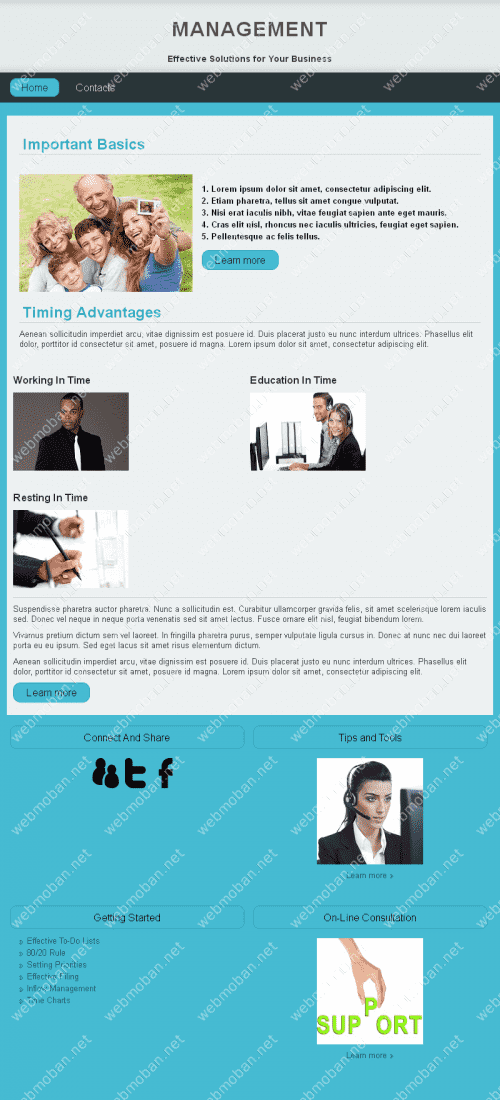 MANAGEMENT
Effective Solutions for Your Business
Home
Contacts
Important Basics
1. Lorem ipsum dolor sit amet, consectetur adipiscing elit.
2. Etiam pharetra, tellus sit amet congue vulputat.
3. Nisi erat iaculis nibh, vitae feugiat sapien ante eget mauris.
4. Cras elit nisl, rhoncus nec iaculis ultricies, feugiat eget sapien.
5. Pellentesque ac felis tellus.
Learn more
Timing Advantages
Aenean sollicitudin imperdiet arcu, vitae dignissim est posuere id. Duis placerat justo eu nunc interdum ultrices. Phasellus elit
dolor, porttitor id consectetur sit amet, posuere id magna. Lorem ipsum dolor sit amet, consectetur adipiscing elit.
Working In Time
Education In Time
Resting In Time
Suspendisse pharetra auctor pharetra. Nunc a sollicitudin est. Curabitur ullamcorper gravida felis, sit amet scelerisque lorem iaculis
sed. Donec vel neque in neque porta venenatis sed sit amet lectus. Fusce ornare elit nisl, feugiat bibendum lorem.
Vivamus pretium dictum sem vel laoreet. In fringilla pharetra purus, semper vulputate ligula cursus in. Donec at nunc nec dui laoreet
porta eu eu ipsum. Sed eget lacus sit amet risus elementum dictum.
Aenean sollicitudin imperdiet arcu, vitae dignissim est posuere id. Duis placerat justo eu nunc interdum ultrices. Phasellus elit
dolor, porttitor id consectetur sit amet, posuere id magna. Lorem ipsum dolor sit amet, consectetur adipiscing elit.
Learn more
Connect And Share
Tips and Tools
Learn more »
Getting Started
» Effective To-Do Lists
» 80/20 Rule
» Setting Priorities
» Effective Filing
» Inflow Management
» Time Charts
On-Line Consultation
SUPPORT
Learn more »
webmoban.net